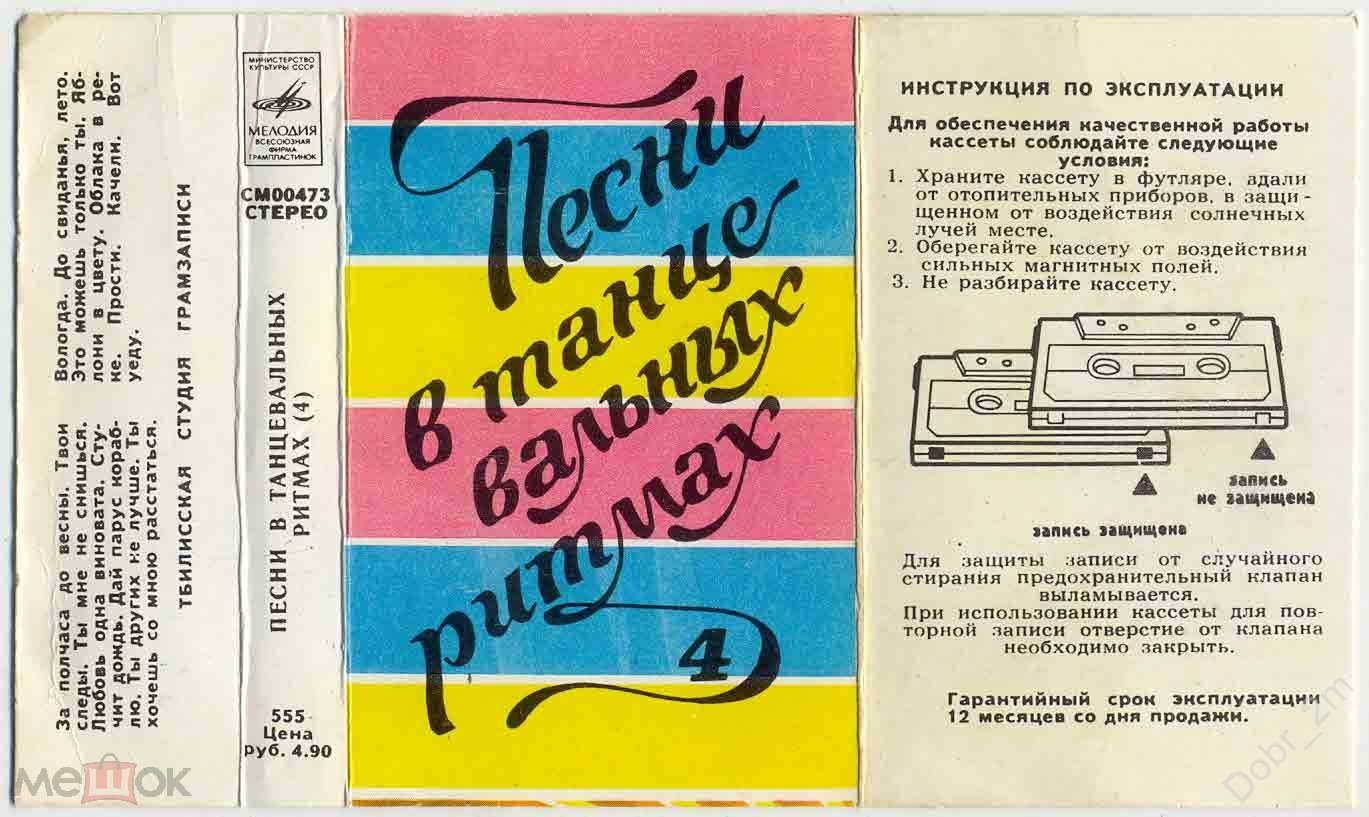 За полчаса до весны. Твои
следы. Ты мне не снишься.
Любовь одна виновата. Сту-
чит дождь. Дай парус кораб-
лю. Ты других не лучше. Ты
хочешь со мною расстаться.
Вологда. До свиданья, лето.
Это можешь только ты. Яб-
лони в цвету. Облака в ре-
ке. Прости. Качели. Вот
уеду.
ТБИЛИССКАЯ СТУДИЯ ГРАМЗАПИСИ
МИНИСТЕРСТВО
КУЛЬТУРЫ СССР
МЕЛОДИЯ
ВСЕСОЮЗНАЯ
ФИРМА
ГРАМПЛАСТИНОК
СМ00473
СТЕРЕО
ПЕСНИ В ТАНЦЕВАЛЬНЫХ
РИТМАХ (4)
555
Цена
руб. 4.90
Песни
в танце
вальных
ритмах
4
ИНСТРУКЦИЯ ПО ЭКСПЛУАТАЦИИ
Для обеспечения качественной работы
кассеты соблюдайте следующие
условия:
1. Храните кассету в футляре, вдали
от отопительных приборов, в защи-
щенном от воздействия солнечных
лучей месте.
2. Оберегайте кассету от воздействия
сильных магнитных полей.
3. Не разбирайте кассету.
запись
не защищена
запись защищена
Для защиты записи от случайного
стирания предохранительный клапан
выламывается.
При использовании кассеты для пов-
торной записи отверстие от клапана
необходимо закрыть.
Гарантийный срок эксплуатации
12 месяцев со дня продажи.
мешок
Dobr_2m